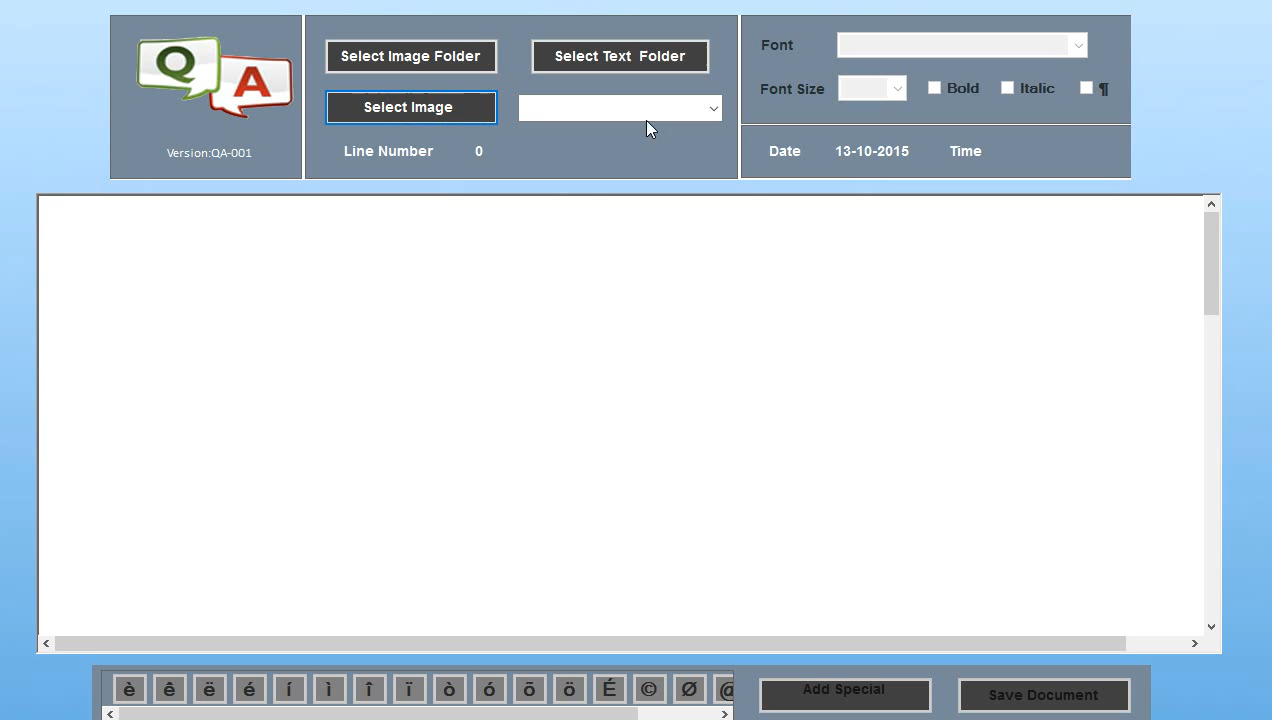 Q A
Version:QA-001
Select Image Folder
Select Text Folder
Select Image
Line Number 0
Font
Font Size
Bold
Italic
¶
Date 13-10-2015 Time
è ê ë é í ì î ï ò ó õ ö É © Ø @
Add Special
Save Document